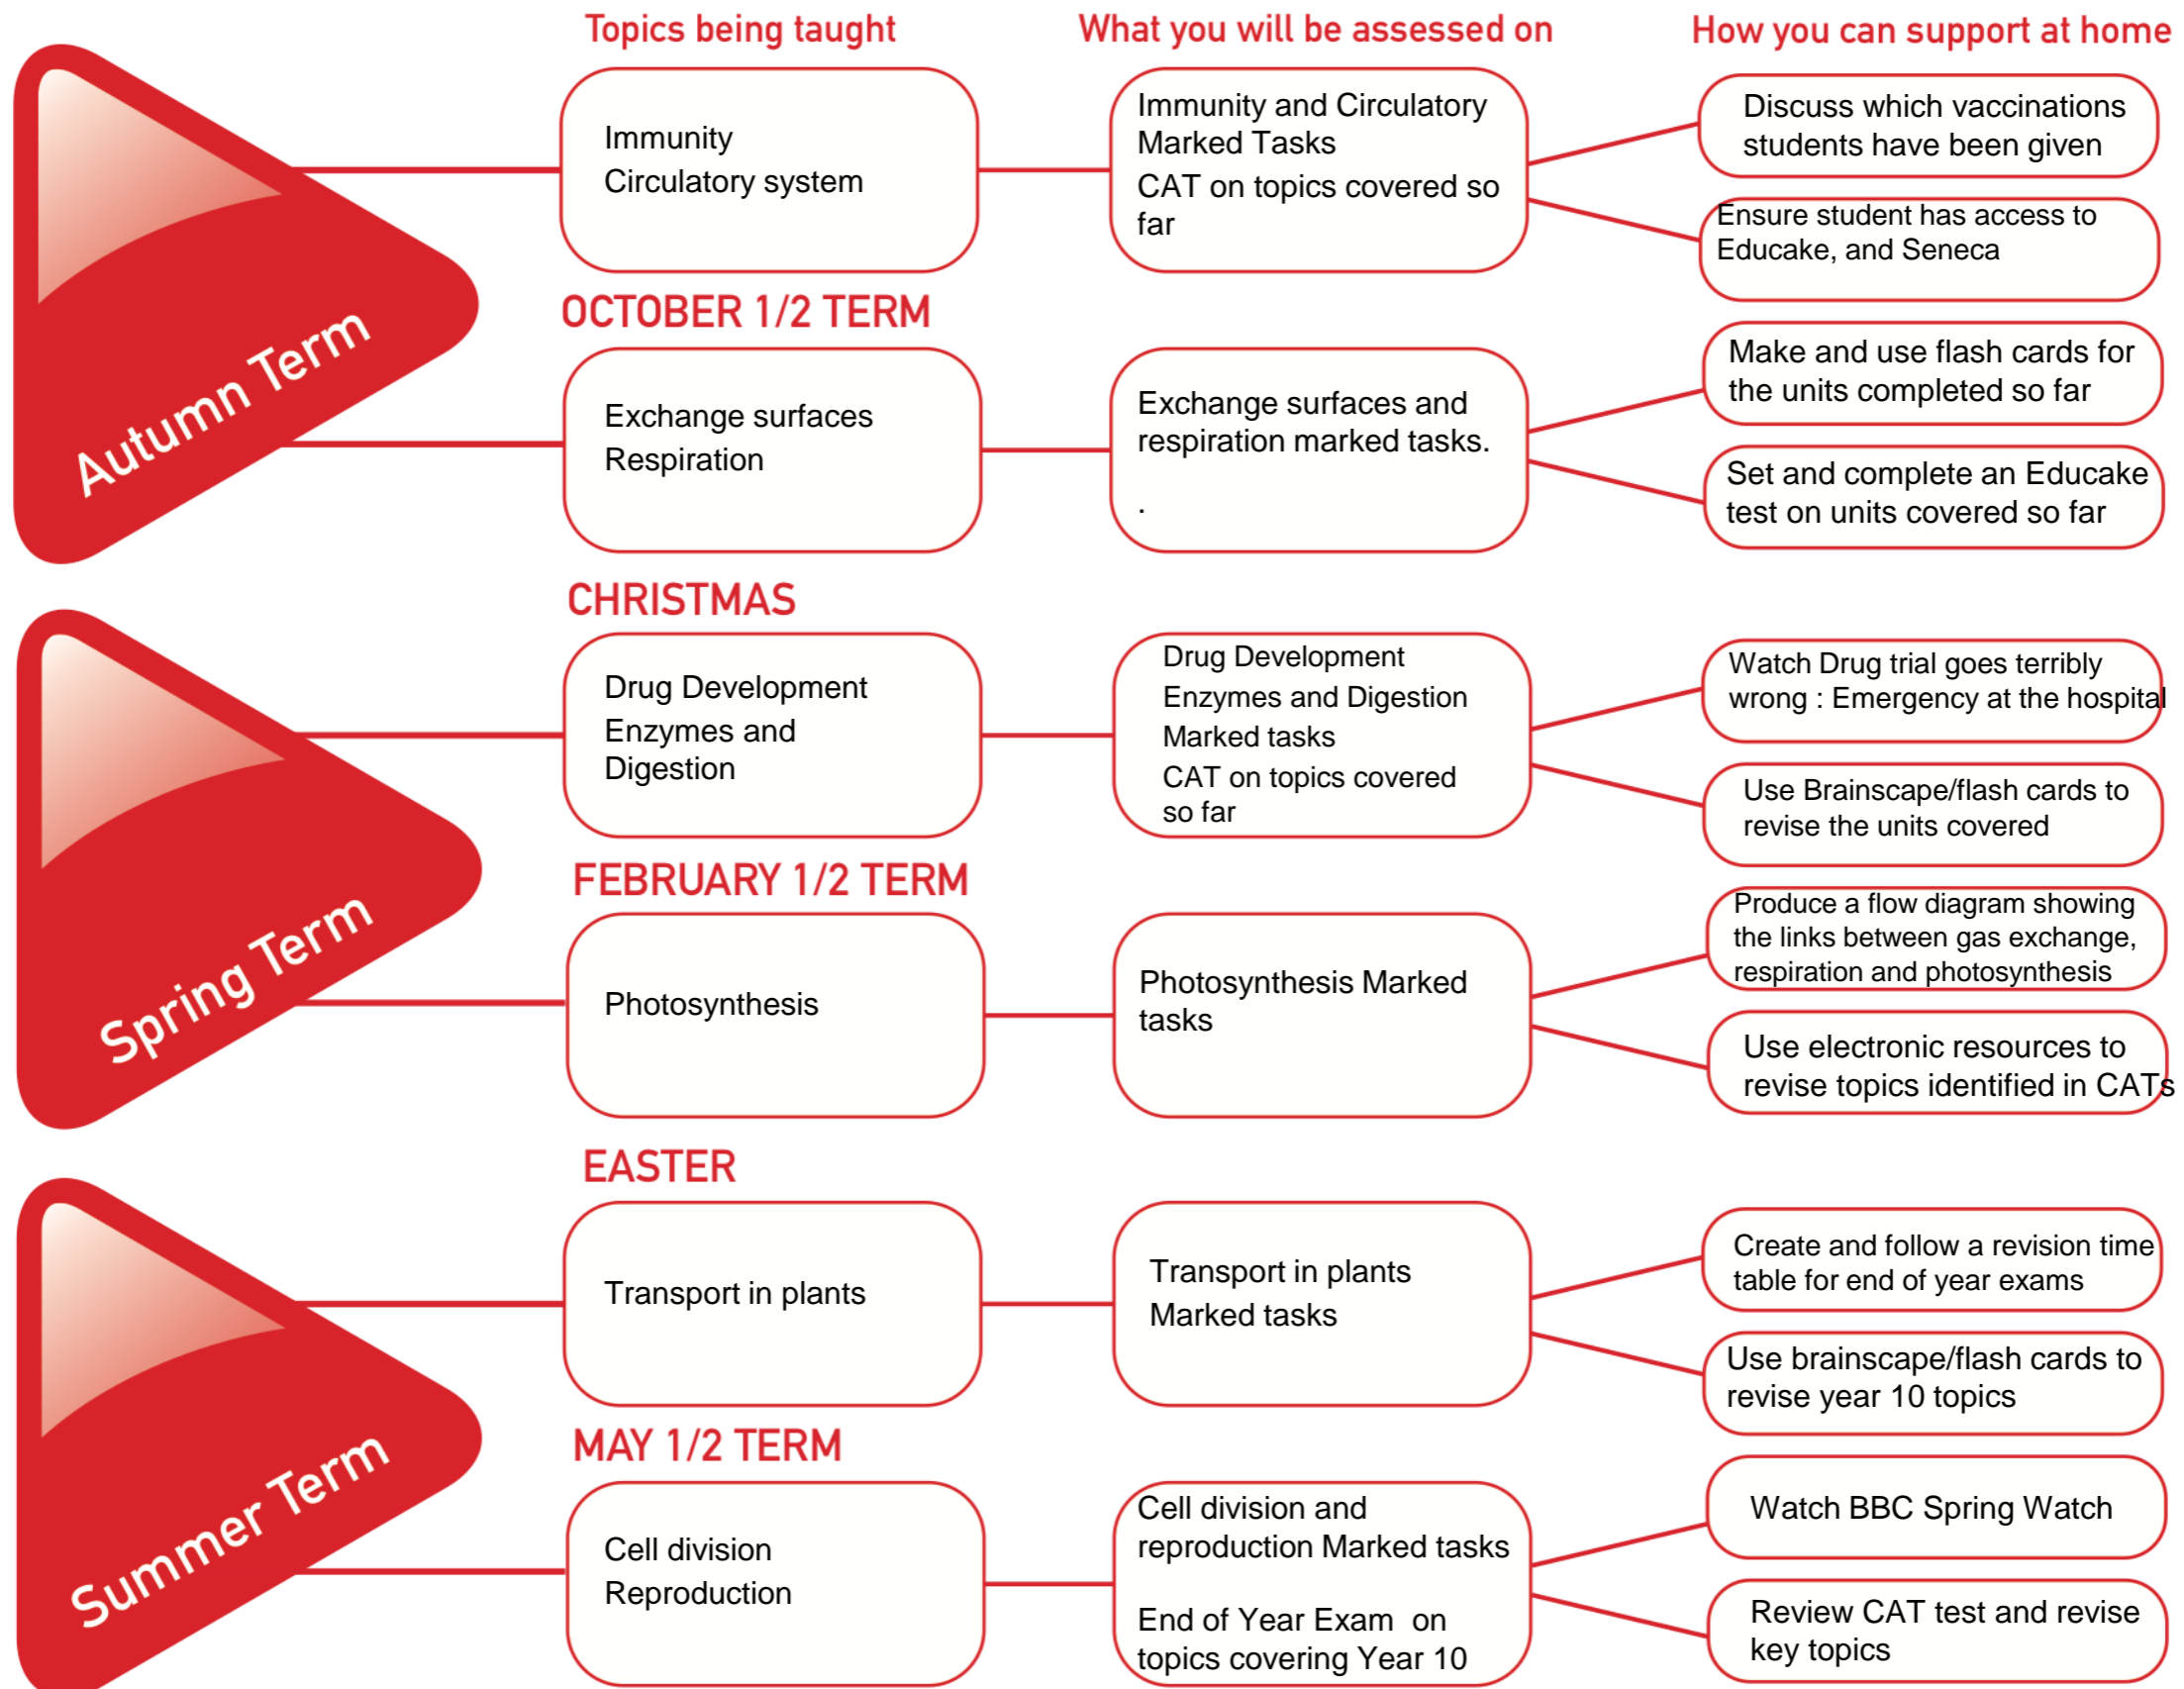 Topics being taught
What you will be assessed on
How you can support at home
Autumn Term
Immunity
Circulatory system
Immunity and Circulatory
Marked Tasks
CAT on topics covered so
far
Discuss which vaccinations
students have been given
Ensure student has access to
Educake, and Seneca
OCTOBER 1/2 TERM
Exchange surfaces
Respiration
Exchange surfaces and
respiration marked tasks.
.
Make and use flash cards for
the units completed so far
Set and complete an Educake
test on units covered so far
CHRISTMAS
Spring Term
Drug Development
Enzymes and
Digestion
Drug Development
Enzymes and Digestion
Marked tasks
CAT on topics covered
so far
Watch Drug trial goes terribly
wrong : Emergency at the hospital
Use Brainscape/flash cards to
revise the units covered
FEBRUARY 1/2 TERM
Photosynthesis
Photosynthesis Marked
tasks
Produce a flow diagram showing
the links between gas exchange,
respiration and photosynthesis
Use electronic resources to
revise topics identified in CATs
EASTER
Summer Term
Transport in plants
Transport in plants
Marked tasks
Create and follow a revision time
table for end of year exams
Use brainscape/flash cards to
revise year 10 topics
MAY 1/2 TERM
Cell division
Reproduction
Cell division and
reproduction Marked tasks
End of Year Exam on
topics covering Year 10
Watch BBC Spring Watch
Review CAT test and revise
key topics